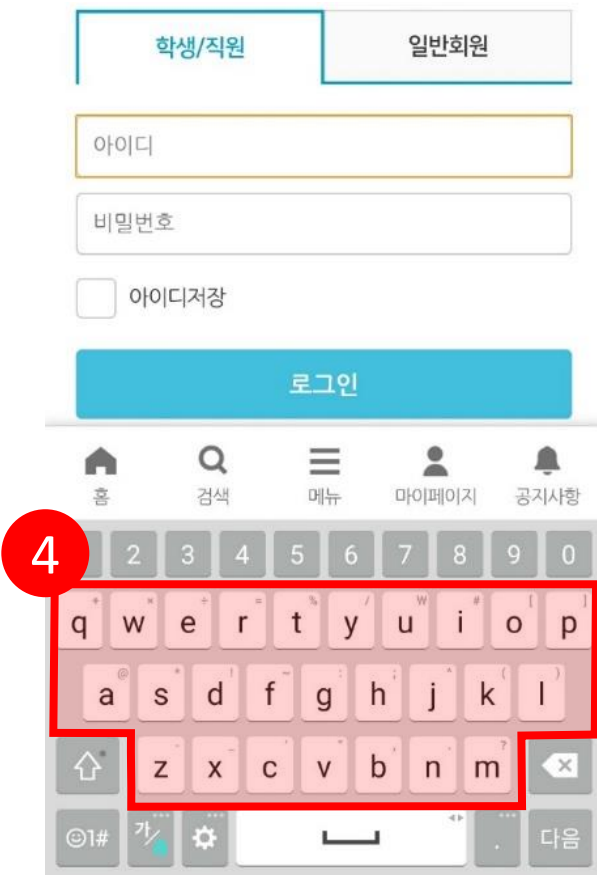 학생/직원 일반회원
아이디
비밀번호
아이디저장
로그인
홈 검색 메뉴 마이페이지 공지사항
4 2 3 4 5 6 7 8 9 0
+ × ÷ = % / ₩ # [ ]
q w e r t y u i o p
@ * ! ~ : ; ^ ( )
a s d f g h j k l
- _ ' " , . ?
z x c v b n m
☺1# 가/ . 다음